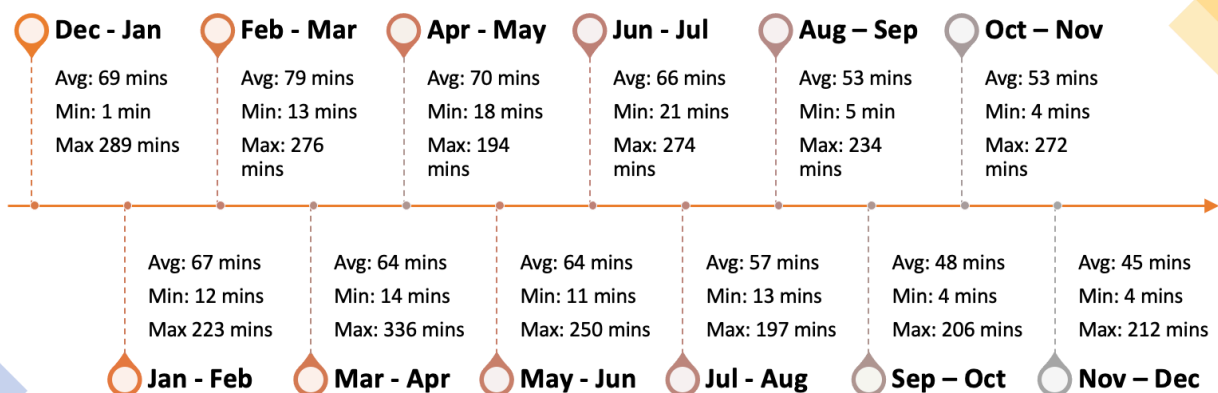 Dec - Jan
Avg: 69 mins
Min: 1 min
Max 289 mins
Feb - Mar
Avg: 79 mins
Min: 13 mins
Max: 276
mins
Apr - May
Avg: 70 mins
Min: 18 mins
Max: 194
mins
Jun - Jul
Avg: 66 mins
Min: 21 mins
Max: 274
mins
Aug – Sep
Avg: 53 mins
Min: 5 min
Max: 234
mins
Oct – Nov
Avg: 53 mins
Min: 4 mins
Max: 272
mins
Avg: 67 mins
Min: 12 mins
Max 223 mins
Jan - Feb
Avg: 64 mins
Min: 14 mins
Max: 336 mins
Mar - Apr
Avg: 64 mins
Min: 11 mins
Max: 250 mins
May - Jun
Avg: 57 mins
Min: 13 mins
Max: 197 mins
Jul - Aug
Avg: 48 mins
Min: 4 mins
Max: 206 mins
Sep – Oct
Avg: 45 mins
Min: 4 mins
Max: 212 mins
Nov – Dec